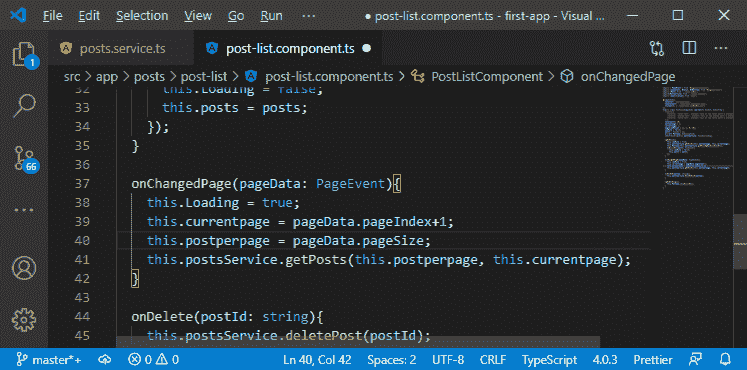 File Edit Selection View Go Run ··· ● post-list.component.ts - first-app - Visual ...
posts.service.ts post-list.component.ts ●
src > app > posts > post-list > post-list.component.ts > PostListComponent > onChangedPage
32 this.Loading = false;
33 this.posts = posts;
34 });
35 }
36
37 onChangedPage(pageData: PageEvent){
38 this.Loading = true;
39 this.currentpage = pageData.pageIndex+1;
40 this.postperpage = pageData.pageSize;
41 this.postsService.getPosts(this.postperpage, this.currentpage);
42 }
43
44 onDelete(postId: string){
45 this.postsService.deletePost(postId);
1
66
master*+ 0 0 Ln 40, Col 42 Spaces: 2 UTF-8 CRLF TypeScript 4.0.3 Prettier